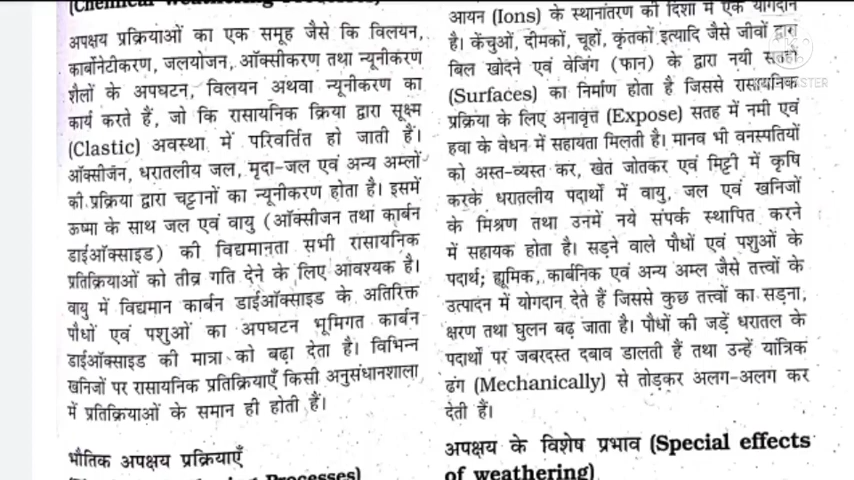 (Chemical weathering Processes)
अपक्षय प्रक्रियाओं का एक समूह जैसे कि विलयन,
कार्बोनेटीकरण, जलयोजन, ऑक्सीकरण तथा न्यूनीकरण
शैलों के अपघटन, विलयन अथवा न्यूनीकरण का
कार्य करते हैं, जो कि रासायनिक क्रिया द्वारा सूक्ष्म
(Clastic) अवस्था में परिवर्तित हो जाती हैं।
ऑक्सीजन, धरातलीय जल, मृदा-जल एवं अन्य अम्लों
की प्रक्रिया द्वारा चट्टानों का न्यूनीकरण होता है। इसमें
ऊष्मा के साथ जल एवं वायु (ऑक्सीजन तथा कार्बन
डाईऑक्साइड) की विद्यमानता सभी रासायनिक
प्रतिक्रियाओं को तीव्र गति देने के लिए आवश्यक है।
वायु में विद्यमान कार्बन डाईऑक्साइड के अतिरिक्त
पौधों एवं पशुओं का अपघटन भूमिगत कार्बन
डाईऑक्साइड की मात्रा को बढ़ा देता है। विभिन्न
खनिजों पर रासायनिक प्रतिक्रियाएँ किसी अनुसंधानशाला
में प्रतिक्रियाओं के समान ही होती हैं।
भौतिक अपक्षय प्रक्रियाएँ
Processes)
आयन (Ions) के स्थानांतरण की दिशा में एक योगदान
है। केंचुओं, दीमकों, चूहों, कृंतकों इत्यादि जैसे जीवों द्वारा
बिल खोदने एवं वेजिंग (फान) के द्वारा नयी सतहों
(Surfaces) का निर्माण होता है जिससे रासायनिक
प्रक्रिया के लिए अनावृत्त (Expose) सतह में नमी एवं
हवा के वेधन में सहायता मिलती है। मानव भी वनस्पतियों
को अस्त-व्यस्त कर, खेत जोतकर एवं मिट्टी में कृषि
करके धरातलीय पदार्थों में वायु, जल एवं खनिजों
के मिश्रण तथा उनमें नये संपर्क स्थापित करने
में सहायक होता है। सड़ने वाले पौधों एवं पशुओं के
पदार्थ; ह्यूमिक, कार्बनिक एवं अन्य अम्ल जैसे तत्त्वों के
उत्पादन में योगदान देते हैं जिससे कुछ तत्त्वों का सड़ना,
क्षरण तथा घुलन बढ़ जाता है। पौधों की जड़ें धरातल के
पदार्थों पर जबरदस्त दबाव डालती हैं तथा उन्हें यांत्रिक
ढंग (Mechanically) से तोड़कर अलग-अलग कर
देती हैं।
अपक्षय के विशेष प्रभाव (Special effects
of weathering)